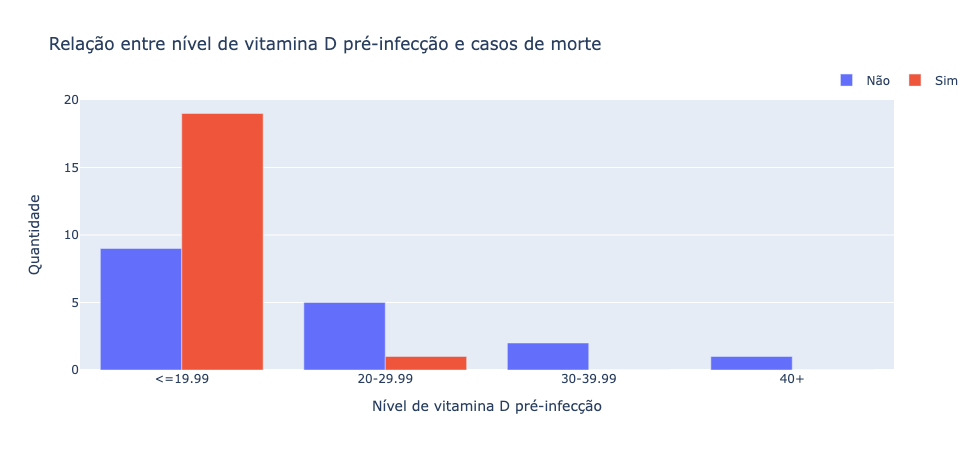 Relação entre nível de vitamina D pré-infecção e casos de morte
Não
Sim
20
15
10
5
0
Quantidade
<=19.99
20-29.99
30-39.99
40+
Nível de vitamina D pré-infecção